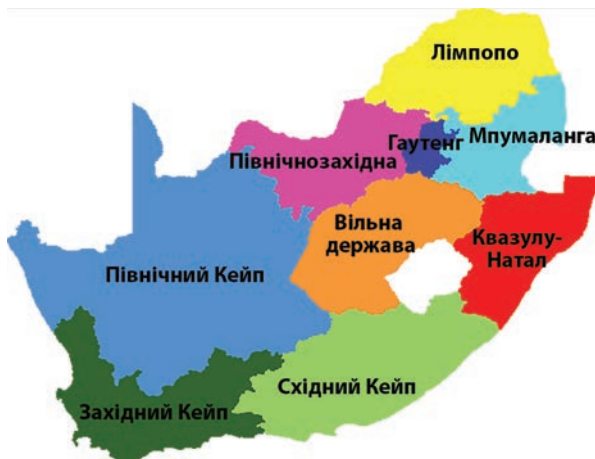 Лімпопо
Гаутенг
Мпумаланга
Північнозахідна
Вільна
держава
Квазулу-
Натал
Північний Кейп
Східний Кейп
Західний Кейп